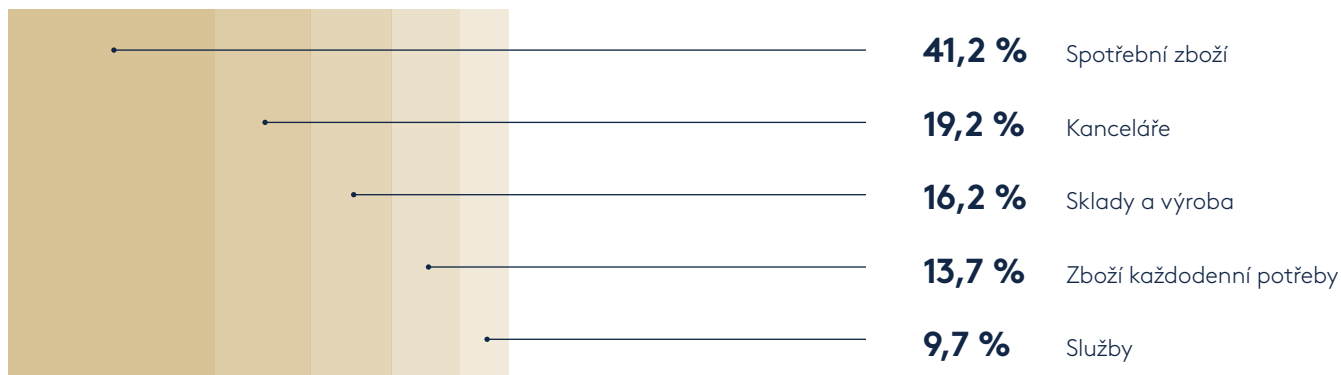 41,2 % Spotřební zboží
19,2 % Kanceláře
16,2 % Sklady a výroba
13,7 % Zboží každodenní potřeby
9,7 % Služby